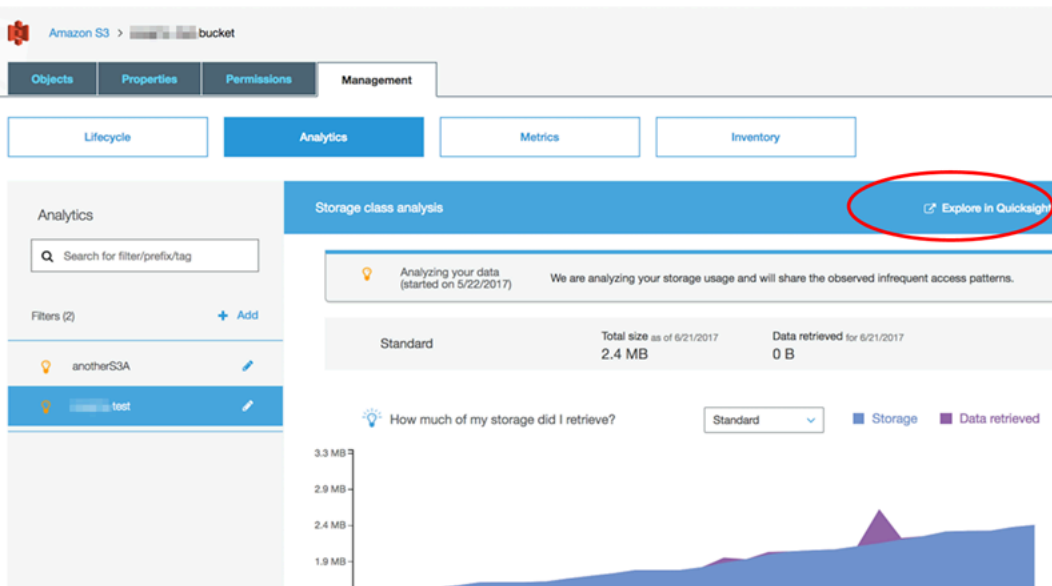 Amazon S3 > bucket
Objects Properties Permissions Management
Lifecycle Analytics Metrics Inventory
Analytics
Search for filter/prefix/tag
Filters (2) + Add
anotherS3A
test
Storage class analysis
Explore in Quicksight
Analyzing your data
(started on 5/22/2017)
We are analyzing your storage usage and will share the observed infrequent access patterns.
Standard
Total size as of 6/21/2017
2.4 MB
Data retrieved for 6/21/2017
0 B
How much of my storage did I retrieve?
Standard
Storage Data retrieved
3.3 MB
2.9 MB
2.4 MB
1.9 MB